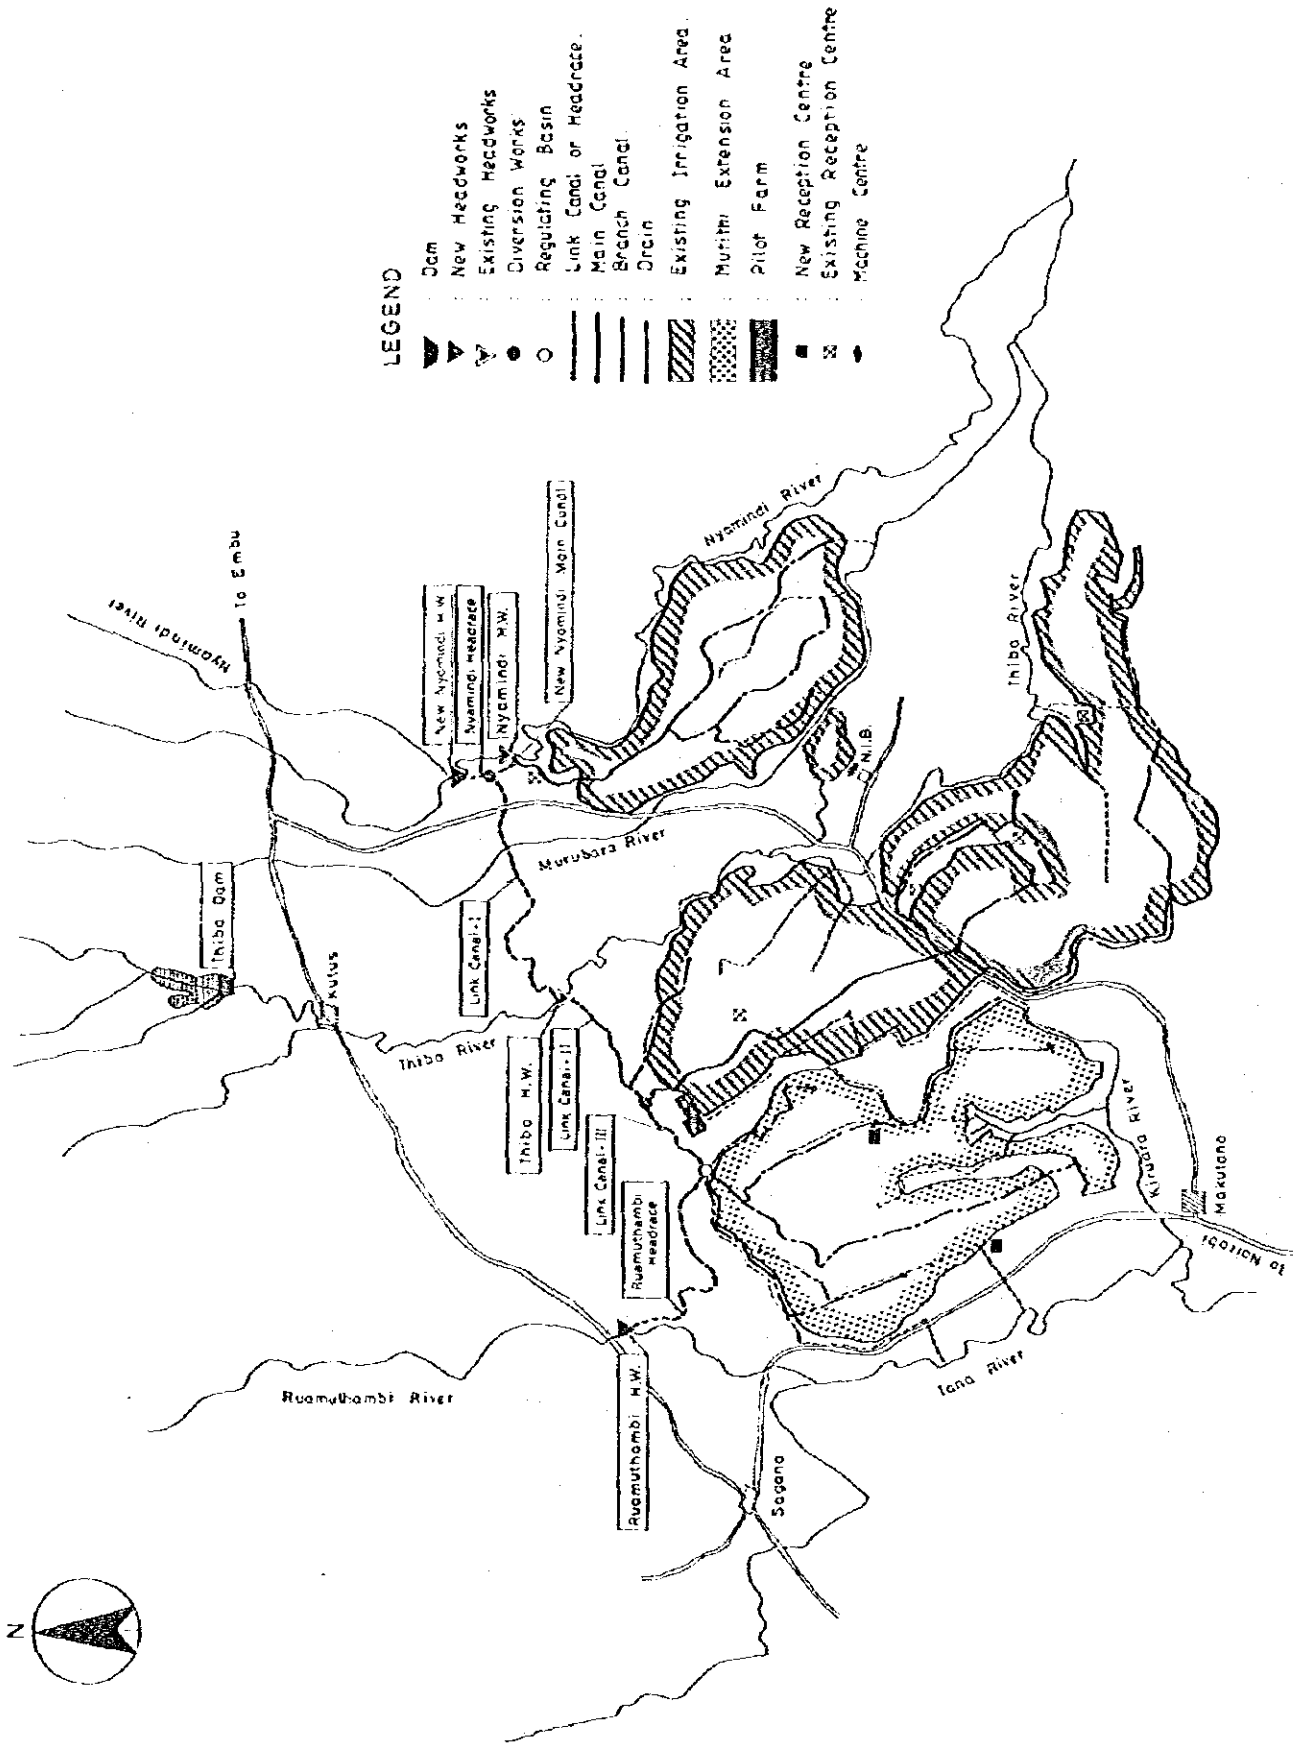 N
LEGEND
: Dam
: New Headworks
: Existing Headworks
: Diversion Works
: Regulating Basin
: Link Canal or Headrace.
: Main Canal
: Branch Canal.
: Drain
: Existing Irrigation Area.
: Mutithi Extension Area
: Pilot Farm
: New Reception Centre
: Existing Reception Centre
: Machine Centre
Nyamindi River
To Embu
New Nyamindi H.W.
Nyamindi Headrace
Nyamindi H.W.
New Nyamindi Main Canal
Nyamindi River
Thiba Dam
Kutus
Murubara River
Link Canal-I
Thiba River
Thiba H.W.
Link Canal-II
Link Canal-III
Ruamuthambi
Headrace
Ruamuthambi River
Ruamuthambi H.W.
Sagana
Tana River
N.I.B.
Thiba River
Kiruara River
Makutano
To Nairobi